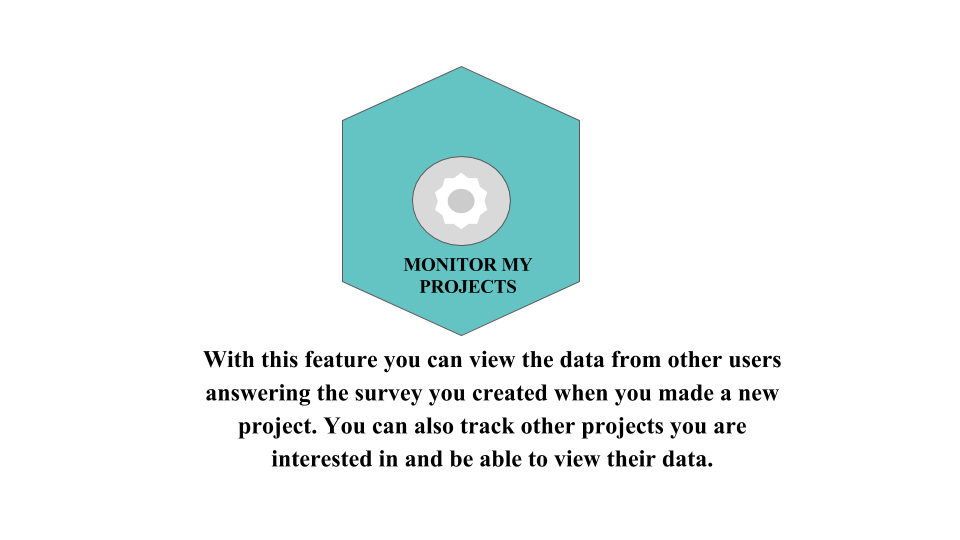 MONITOR MY
PROJECTS
With this feature you can view the data from other users
answering the survey you created when you made a new
project. You can also track other projects you are
interested in and be able to view their data.